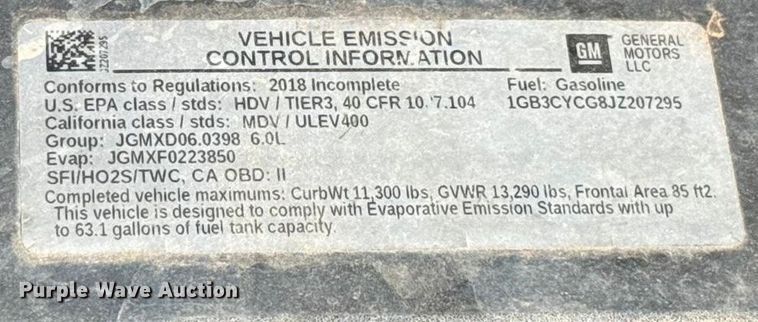 JZ207295
VEHICLE EMISSION
CONTROL INFORMATION
GM
GENERAL
MOTORS
LLC
Conforms to Regulations: 2018 Incomplete
Fuel: Gasoline
U.S. EPA class / stds: HDV / TIER3, 40 CFR 10.7.104
1GB3CYCG8JZ207295
California class / stds: MDV / ULEV400
Group: JGMXD06.0398 6.0L
Evap: JGMXF0223850
SFI/HO2S/TWC, CA OBD: II
Completed vehicle maximums: CurbWt 11,300 lbs, GVWR 13,290 lbs, Frontal Area 85 ft2.
This vehicle is designed to comply with Evaporative Emission Standards with up
to 63.1 gallons of fuel tank capacity.
Purple Wave Auction